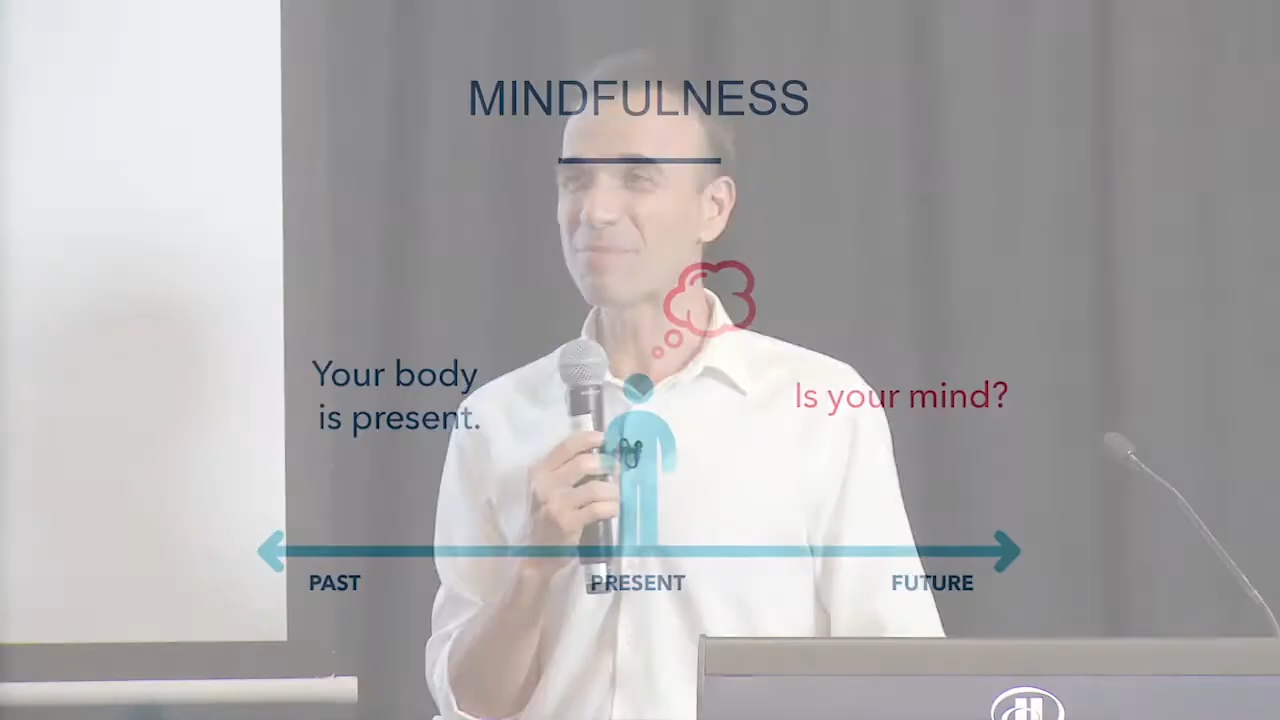 MINDFULNESS
Your body
is present.
Is your mind?
PAST
PRESENT
FUTURE